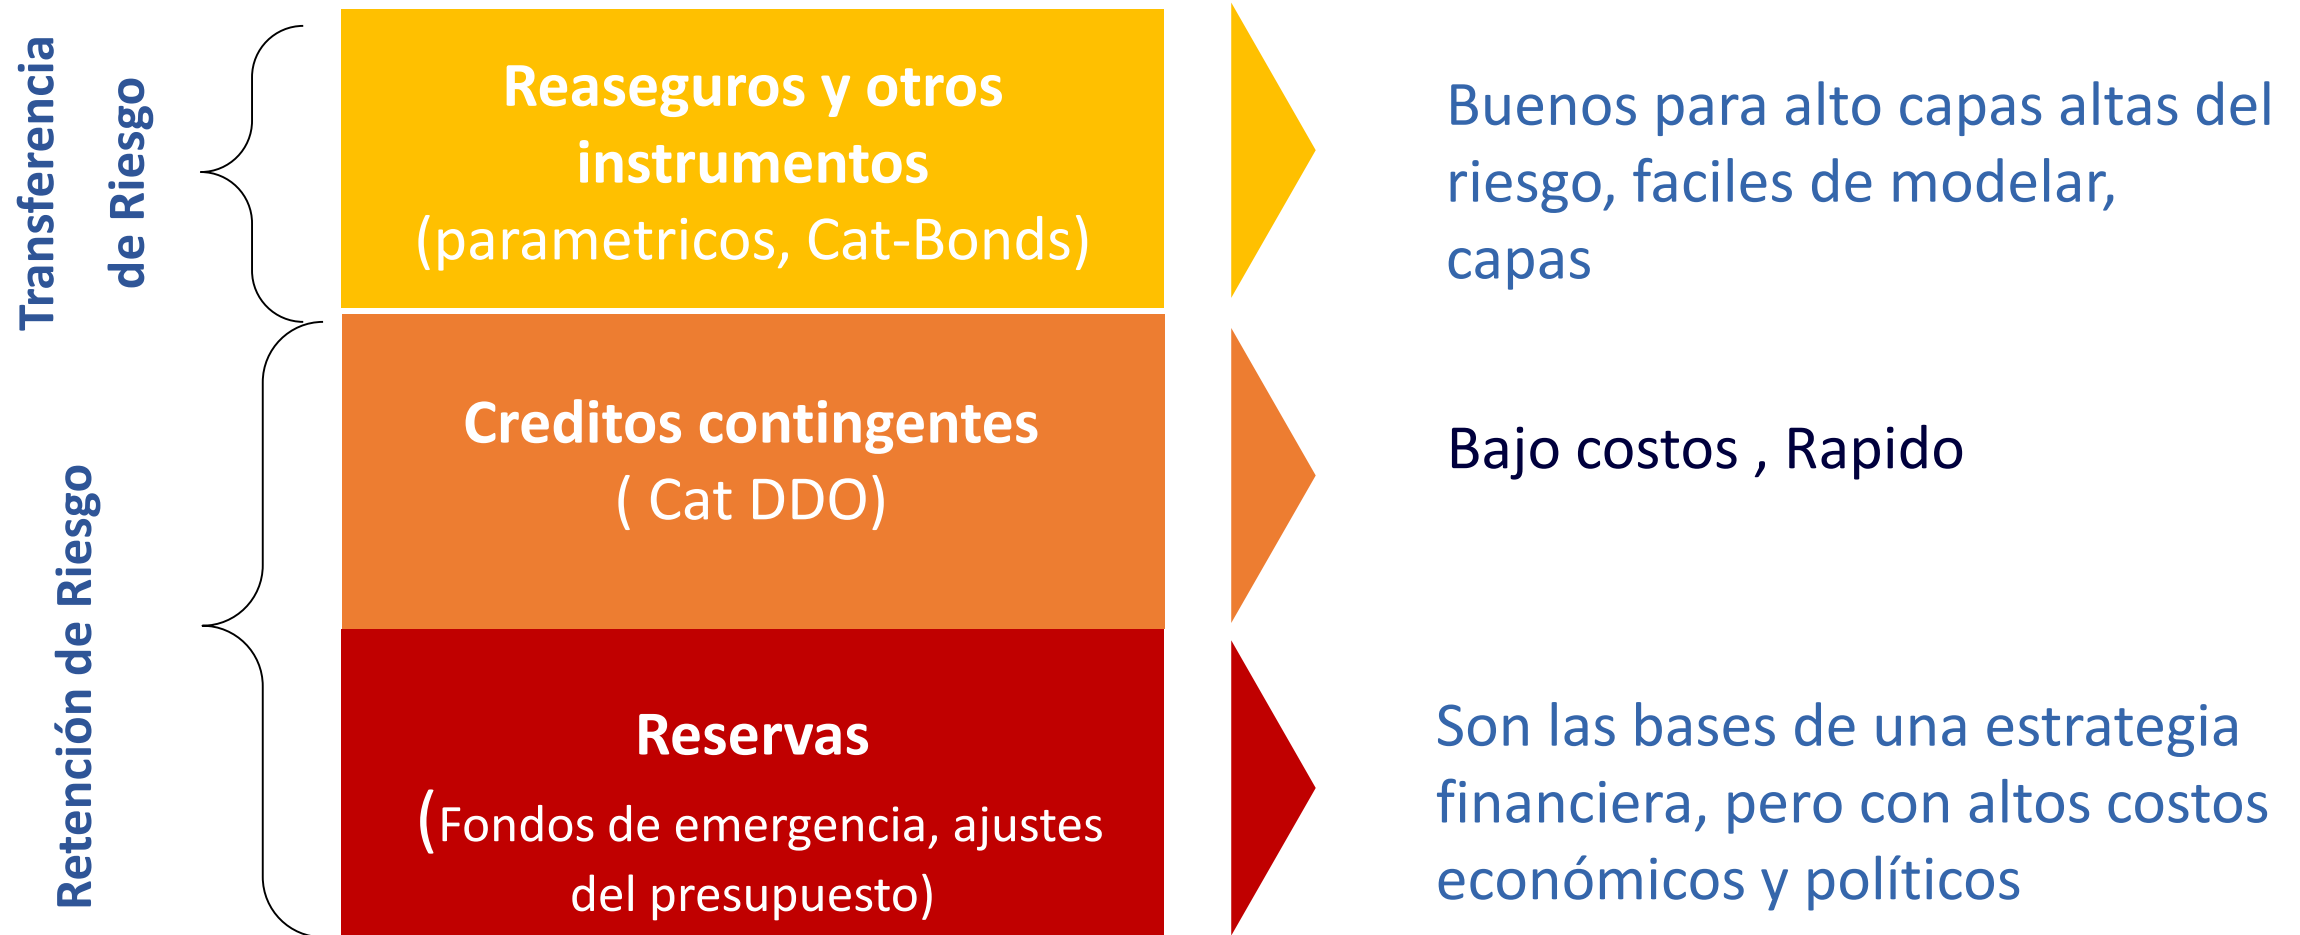 Transferencia
de Riesgo
Reaseguros y otros
instrumentos
(parametricos, Cat-Bonds)
Buenos para alto capas altas del
riesgo, faciles de modelar,
capas
Retención de Riesgo
Creditos contingentes
( Cat DDO)
Bajo costos , Rapido
Reservas
(Fondos de emergencia, ajustes
del presupuesto)
Son las bases de una estrategia
financiera, pero con altos costos
económicos y políticos